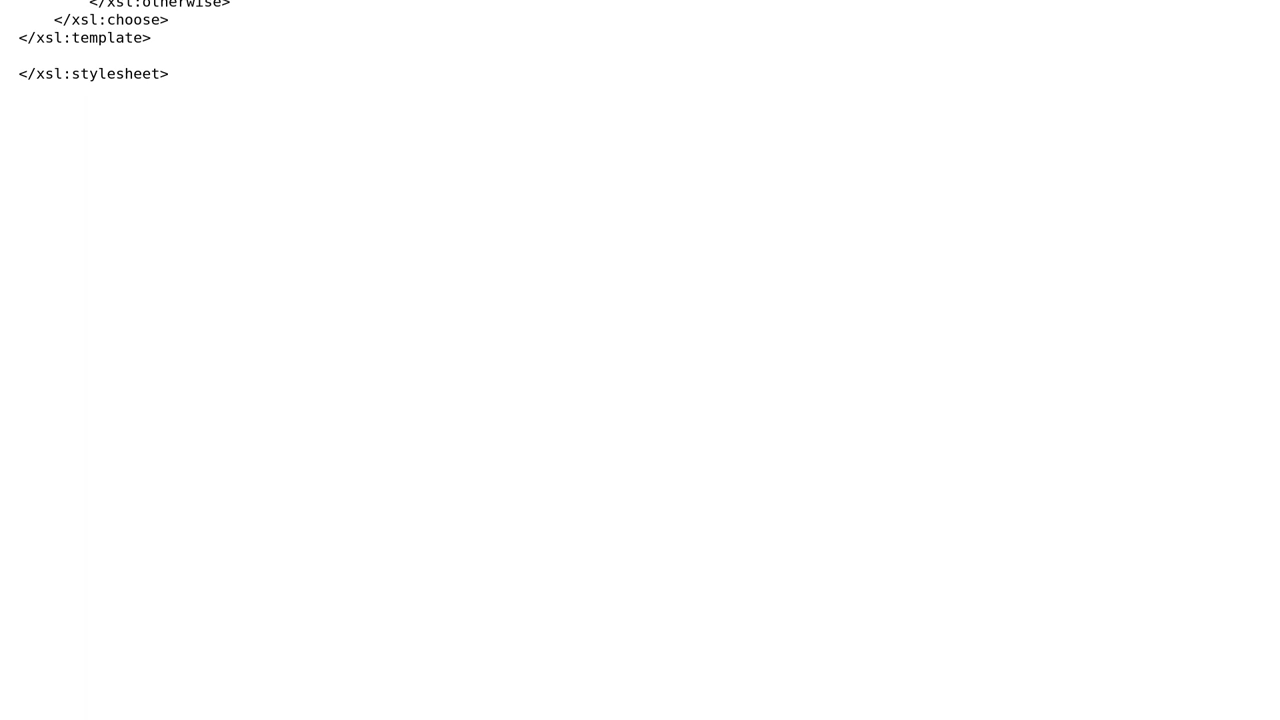 </xsl:otherwise>
    </xsl:choose>
</xsl:template>

</xsl:stylesheet>